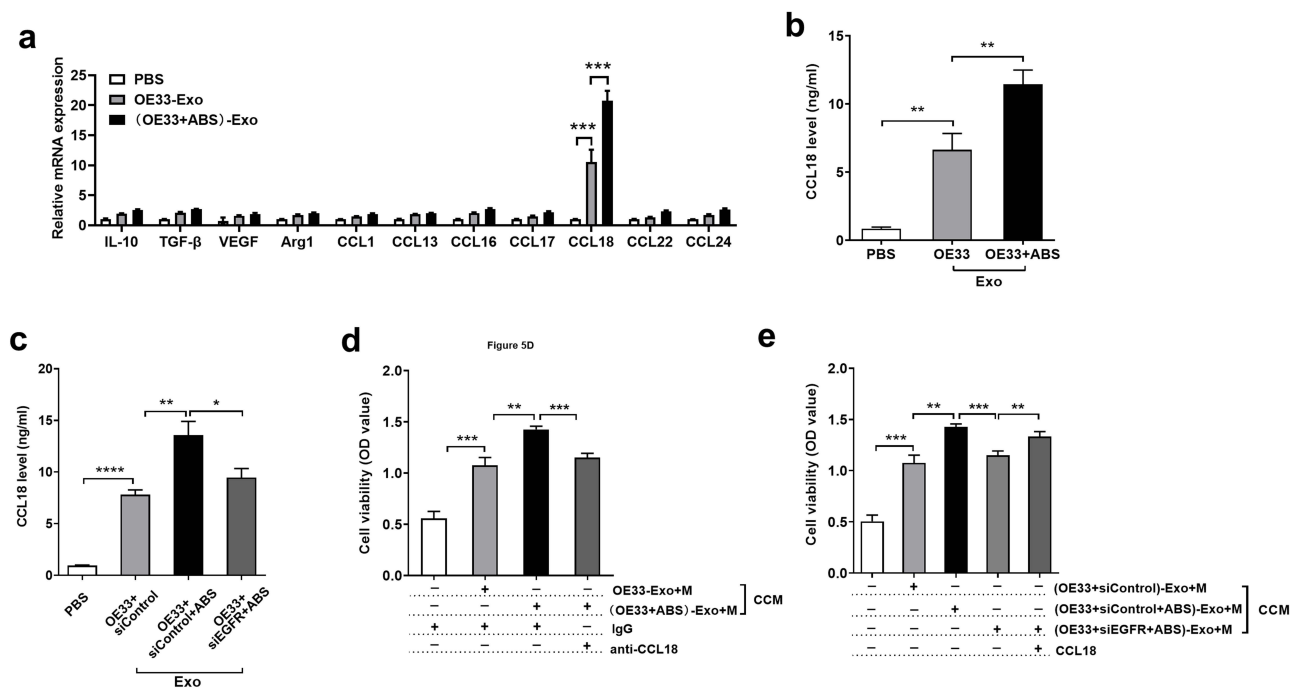 a
Relative mRNA expression
25
20
15
10
5
0
PBS
OE33-Exo
（OE33+ABS）-Exo
***
***
IL-10 TGF-β VEGF Arg1 CCL1 CCL13 CCL16 CCL17 CCL18 CCL22 CCL24
b
CCL18 level (ng/ml)
15
10
5
0
**
**
PBS OE33 OE33+ABS
Exo
c
CCL18 level (ng/ml)
20
15
10
5
0
****
**
*
PBS
OE33+
siControl
OE33+
siControl+ABS
OE33+
siEGFR+ABS
Exo
d
Figure 5D
Cell viability (OD value)
2.0
1.5
1.0
0.5
0.0
***
**
***
− + − − OE33-Exo+M
− − + + （OE33+ABS）-Exo+M
CCM
+ + + − IgG
− − − + anti-CCL18
e
Cell viability (OD value)
2.0
1.5
1.0
0.5
0.0
***
**
***
**
− + − − − (OE33+siControl)-Exo+M
− − + − − (OE33+siControl+ABS)-Exo+M
CCM
− − − + + (OE33+siEGFR+ABS)-Exo+M
− − − − + CCL18